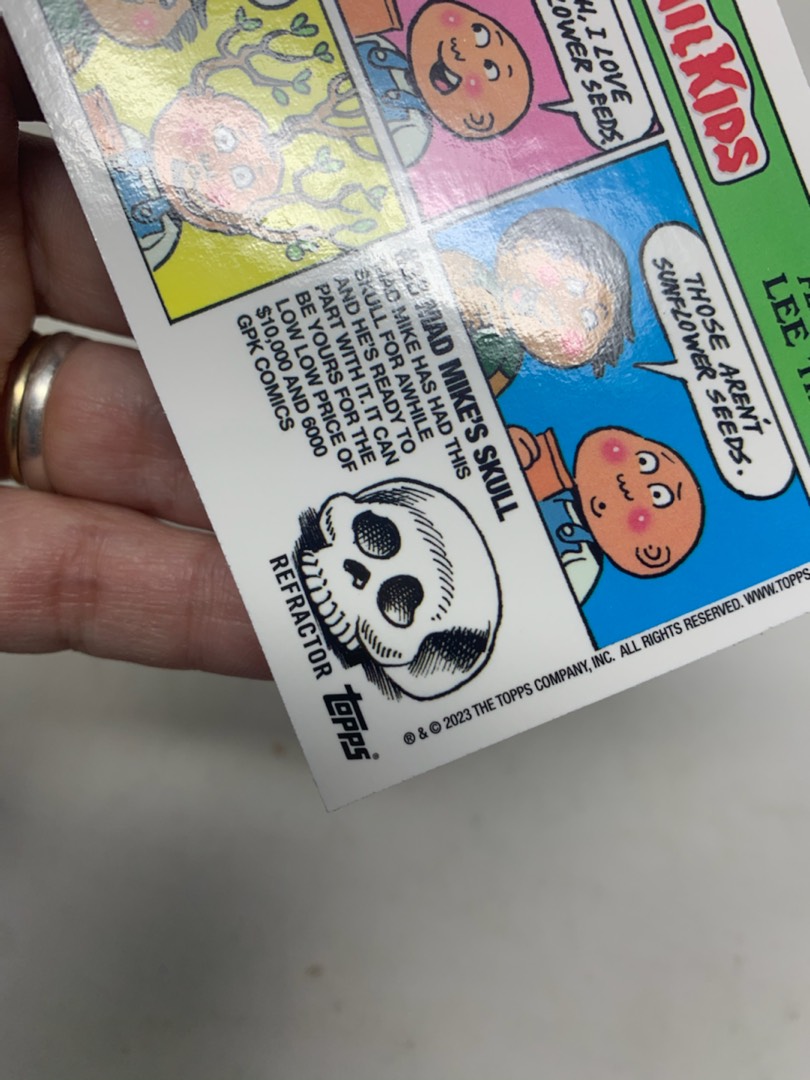 ILKIDS
LEE
H, I LOVE
OWER SEEDS.
THOSE AREN'T
SUNFLOWER SEEDS.
MAD MIKE'S SKULL
MAD MIKE HAS HAD THIS
SKULL FOR AWHILE
AND HE'S READY TO
PART WITH IT. IT CAN
BE YOURS FOR THE
LOW LOW PRICE OF
$10,000 AND 6000
GPK COMICS
REFRACTOR
TOPPS
® & © 2023 THE TOPPS COMPANY, INC. ALL RIGHTS RESERVED. WWW.TOPPS